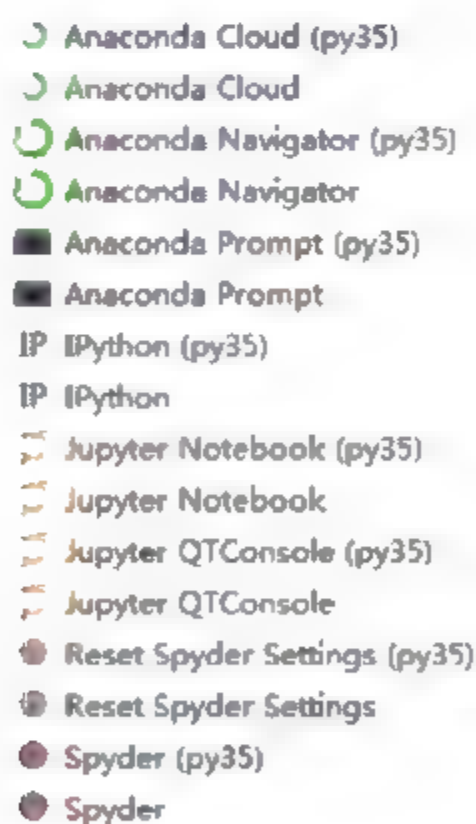 Anaconda Cloud (py35)
Anaconda Cloud
Anaconda Navigator (py35)
Anaconda Navigator
Anaconda Prompt (py35)
Anaconda Prompt
IP IPython (py35)
IP IPython
Jupyter Notebook (py35)
Jupyter Notebook
Jupyter QTConsole (py35)
Jupyter QTConsole
Reset Spyder Settings (py35)
Reset Spyder Settings
Spyder (py35)
Spyder